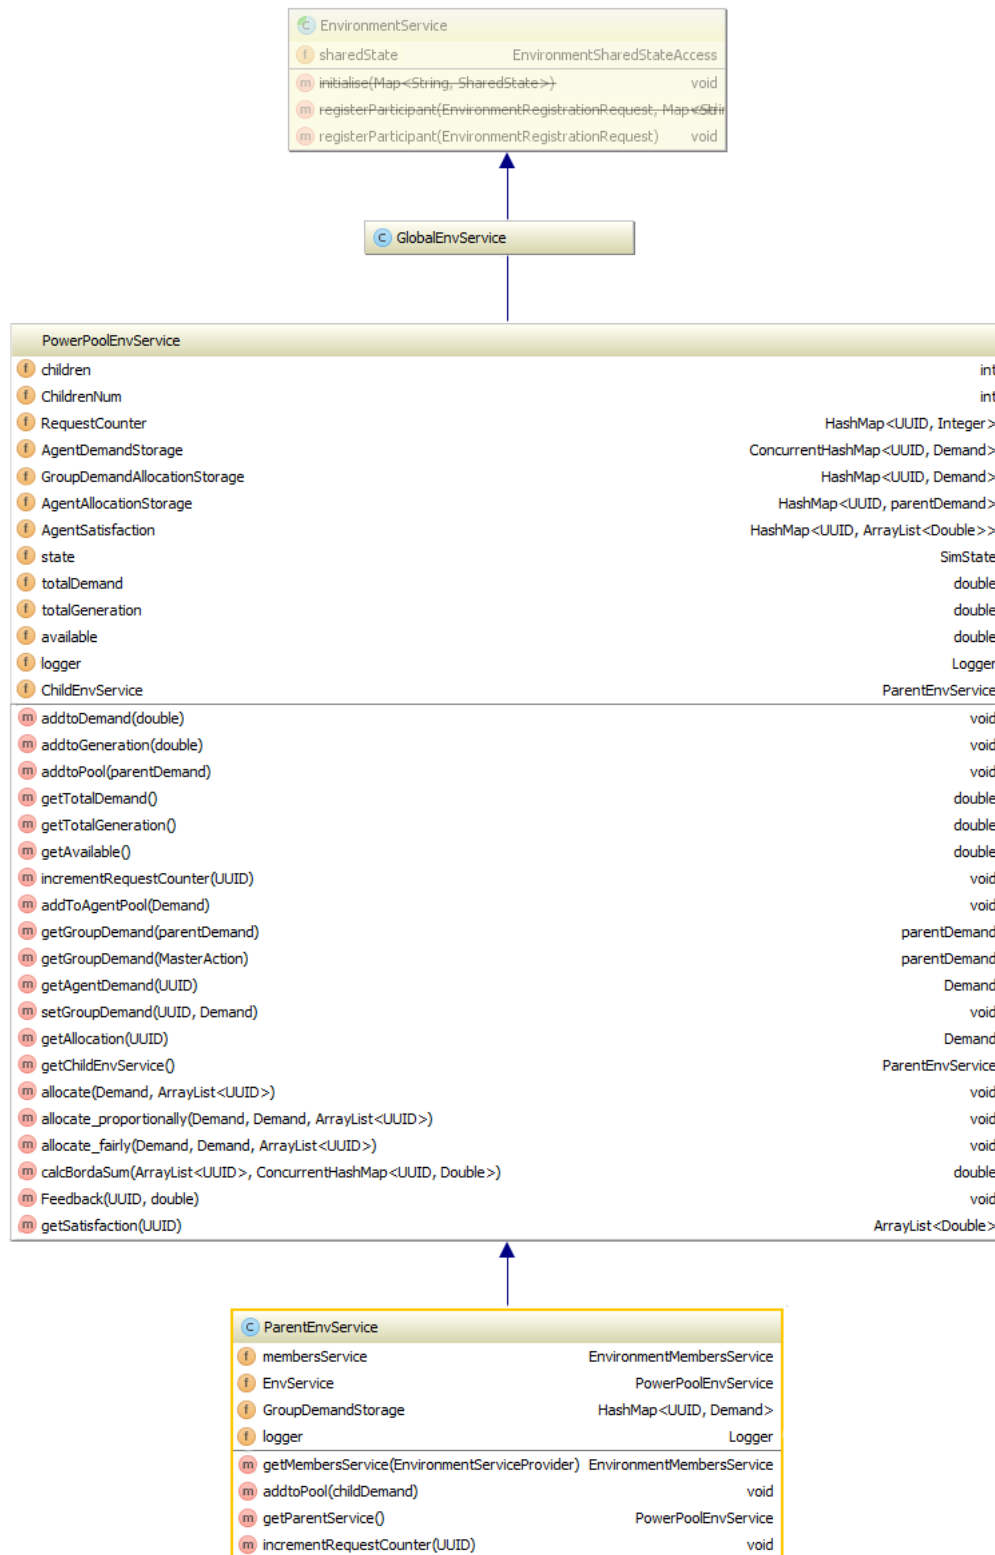 EnvironmentService
sharedState EnvironmentSharedStateAccess
initialise(Map<String, SharedState>) void
registerParticipant(EnvironmentRegistrationRequest, Map<Stri
registerParticipant(EnvironmentRegistrationRequest) void
GlobalEnvService
PowerPoolEnvService
children int
ChildrenNum int
RequestCounter HashMap<UUID, Integer>
AgentDemandStorage ConcurrentHashMap<UUID, Demand>
GroupDemandAllocationStorage HashMap<UUID, Demand>
AgentAllocationStorage HashMap<UUID, parentDemand>
AgentSatisfaction HashMap<UUID, ArrayList<Double>>
state SimState
totalDemand double
totalGeneration double
available double
logger Logger
ChildEnvService ParentEnvService
addtoDemand(double) void
addtoGeneration(double) void
addtoPool(parentDemand) void
getTotalDemand() double
getTotalGeneration() double
getAvailable() double
incrementRequestCounter(UUID) void
addToAgentPool(Demand) void
getGroupDemand(parentDemand) parentDemand
getGroupDemand(MasterAction) parentDemand
getAgentDemand(UUID) Demand
setGroupDemand(UUID, Demand) void
getAllocation(UUID) Demand
getChildEnvService() ParentEnvService
allocate(Demand, ArrayList<UUID>) void
allocate_proportionally(Demand, Demand, ArrayList<UUID>) void
allocate_fairly(Demand, Demand, ArrayList<UUID>) void
calcBordaSum(ArrayList<UUID>, ConcurrentHashMap<UUID, Double>) double
Feedback(UUID, double) void
getSatisfaction(UUID) ArrayList<Double>
ParentEnvService
membersService EnvironmentMembersService
EnvService PowerPoolEnvService
GroupDemandStorage HashMap<UUID, Demand>
logger Logger
getMembersService(EnvironmentServiceProvider) EnvironmentMembersService
addtoPool(childDemand) void
getParentService() PowerPoolEnvService
incrementRequestCounter(UUID) void